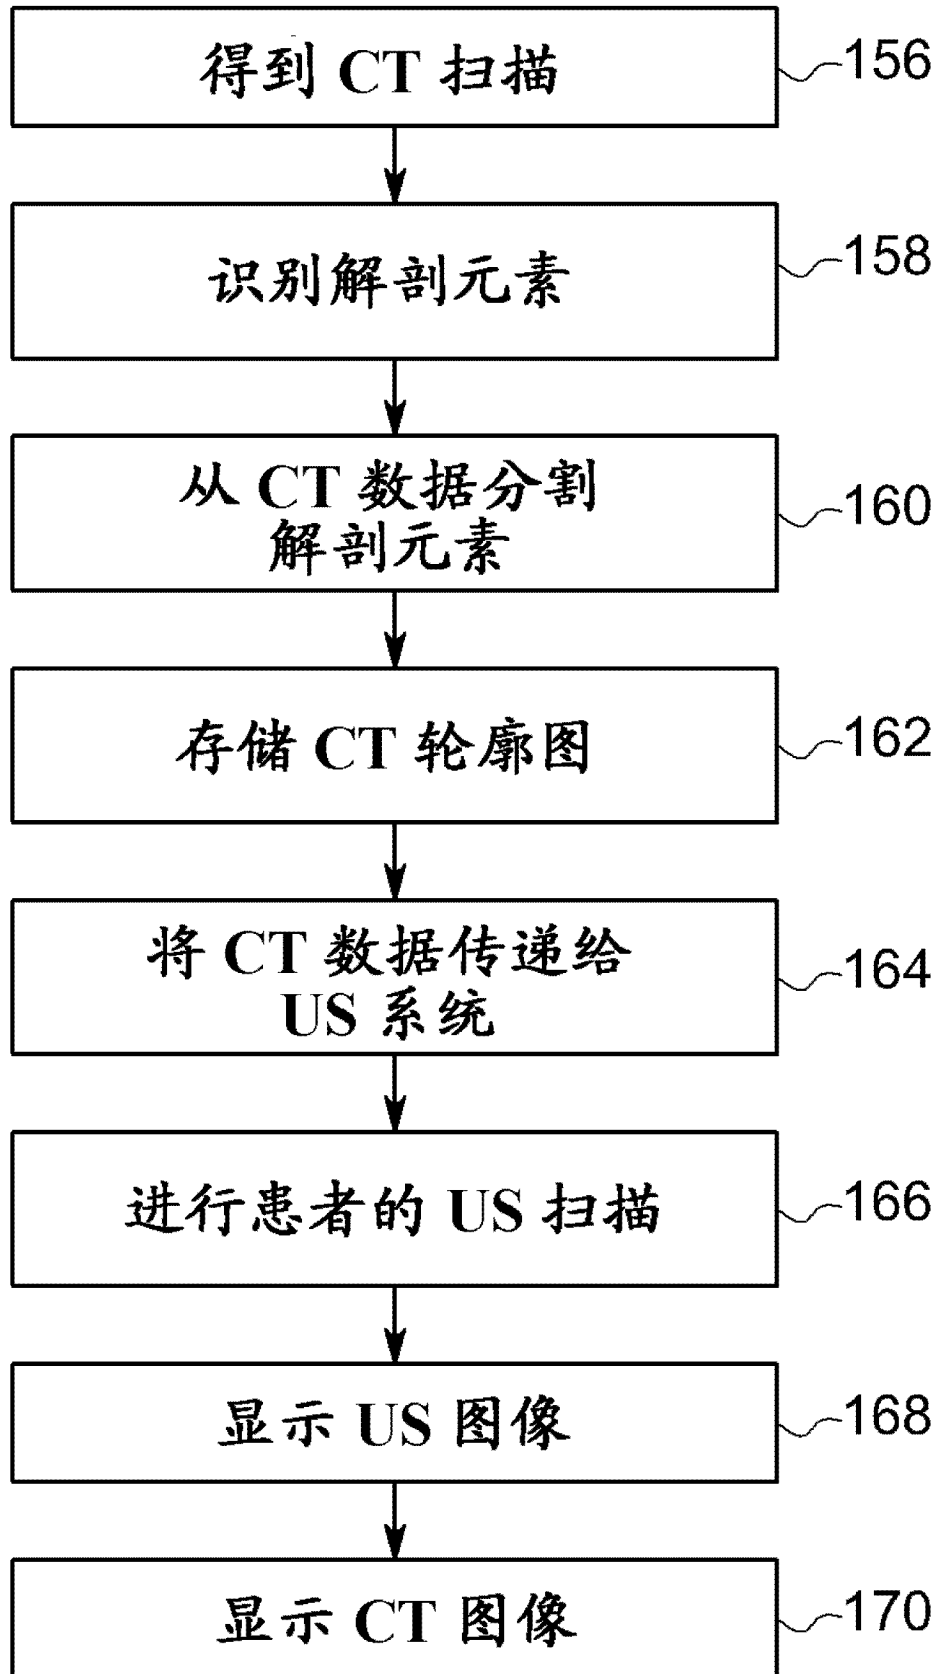 得到 CT 扫描
156
识别解剖元素
158
从 CT 数据分割
解剖元素
160
存储 CT 轮廓图
162
将 CT 数据传递给
US 系统
164
进行患者的 US 扫描
166
显示 US 图像
168
显示 CT 图像
170